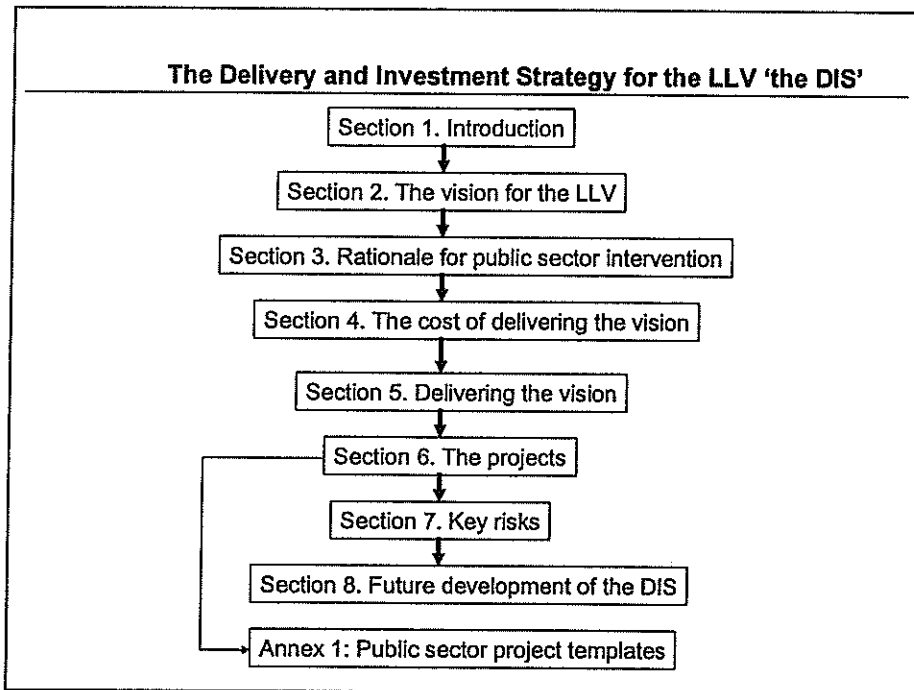 The Delivery and Investment Strategy for the LLV ‘the DIS’
Section 1. Introduction
Section 2. The vision for the LLV
Section 3. Rationale for public sector intervention
Section 4. The cost of delivering the vision
Section 5. Delivering the vision
Section 6. The projects
Section 7. Key risks
Section 8. Future development of the DIS
Annex 1: Public sector project templates